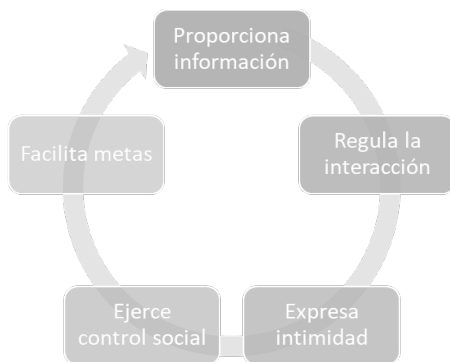 Proporciona
información
Regula la
interacción
Expresa
intimidad
Ejerce
control social
Facilita metas